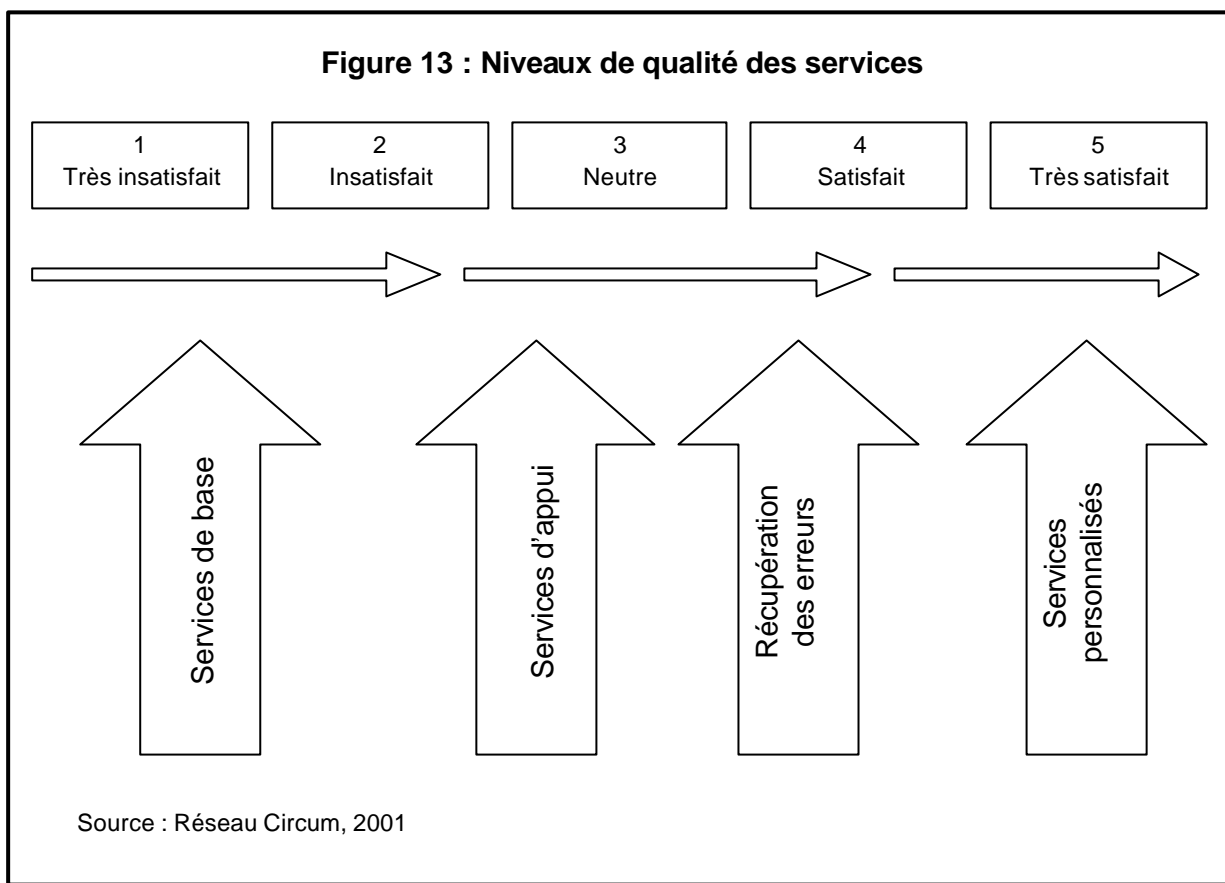 Figure 13 : Niveaux de qualité des services
1
Très insatisfait
2
Insatisfait
3
Neutre
4
Satisfait
5
Très satisfait
Services de base
Services d’appui
Récupération
des erreurs
Services
personnalisés
Source : Réseau Circum, 2001